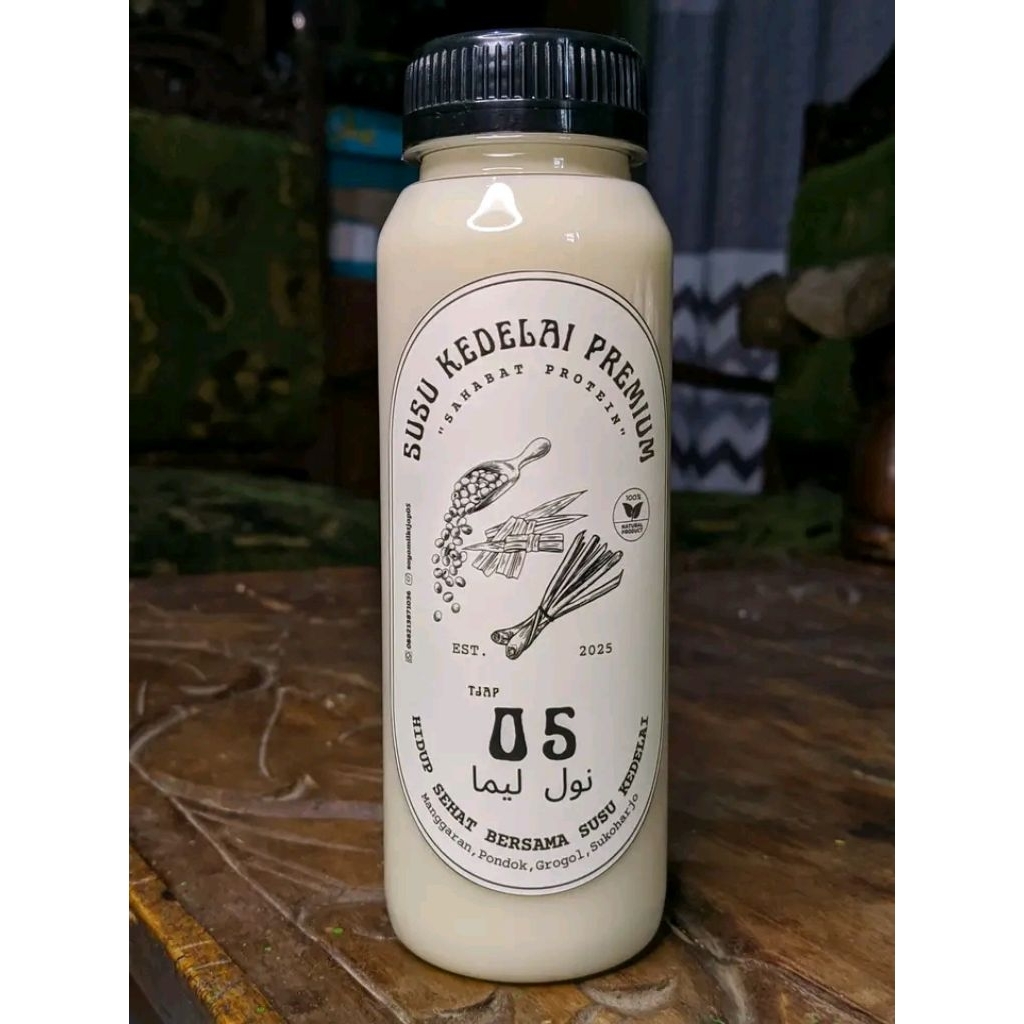 SUSU KEDELAI PREMIUM
"SAHABAT PROTEIN"
100%
NATURAL
PRODUCT
EST. 2025
TJAP
05
نول ليما
HIDUP SEHAT BERSAMA SUSU KEDELAI
Manggaran,Pondok,Grogol,Sukoharjo